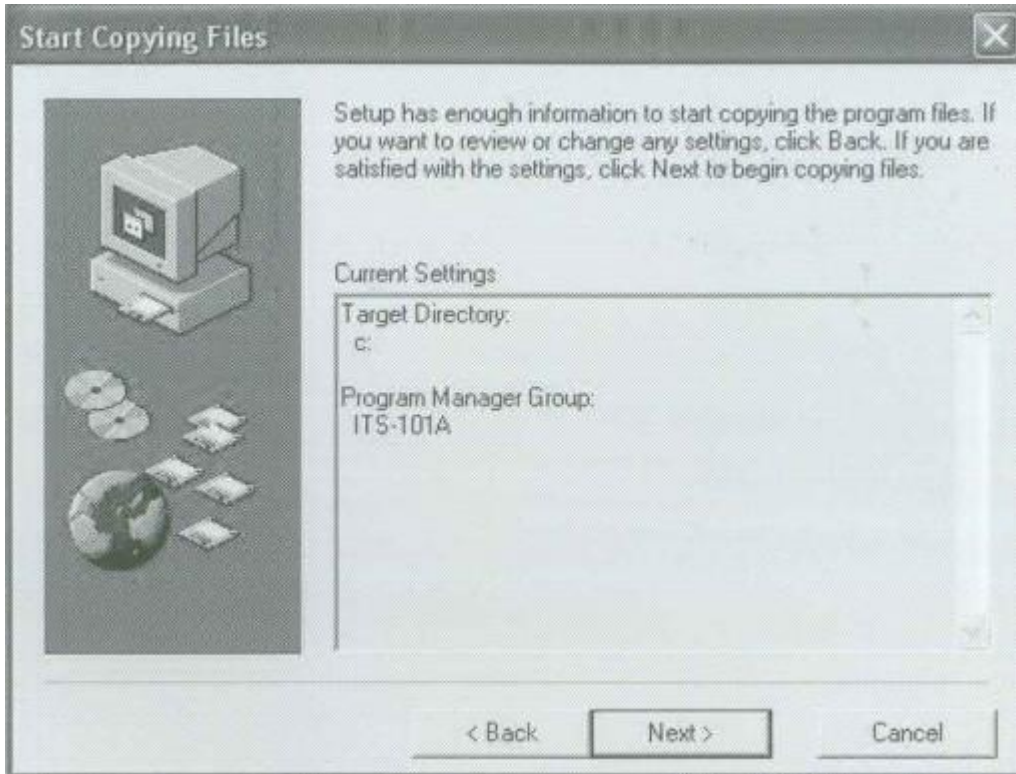 Start Copying Files
Setup has enough information to start copying the program files. If
you want to review or change any settings, click Back. If you are
satisfied with the settings, click Next to begin copying files.
Current Settings
Target Directory:
c:
Program Manager Group:
ITS-101A
< Back
Next >
Cancel